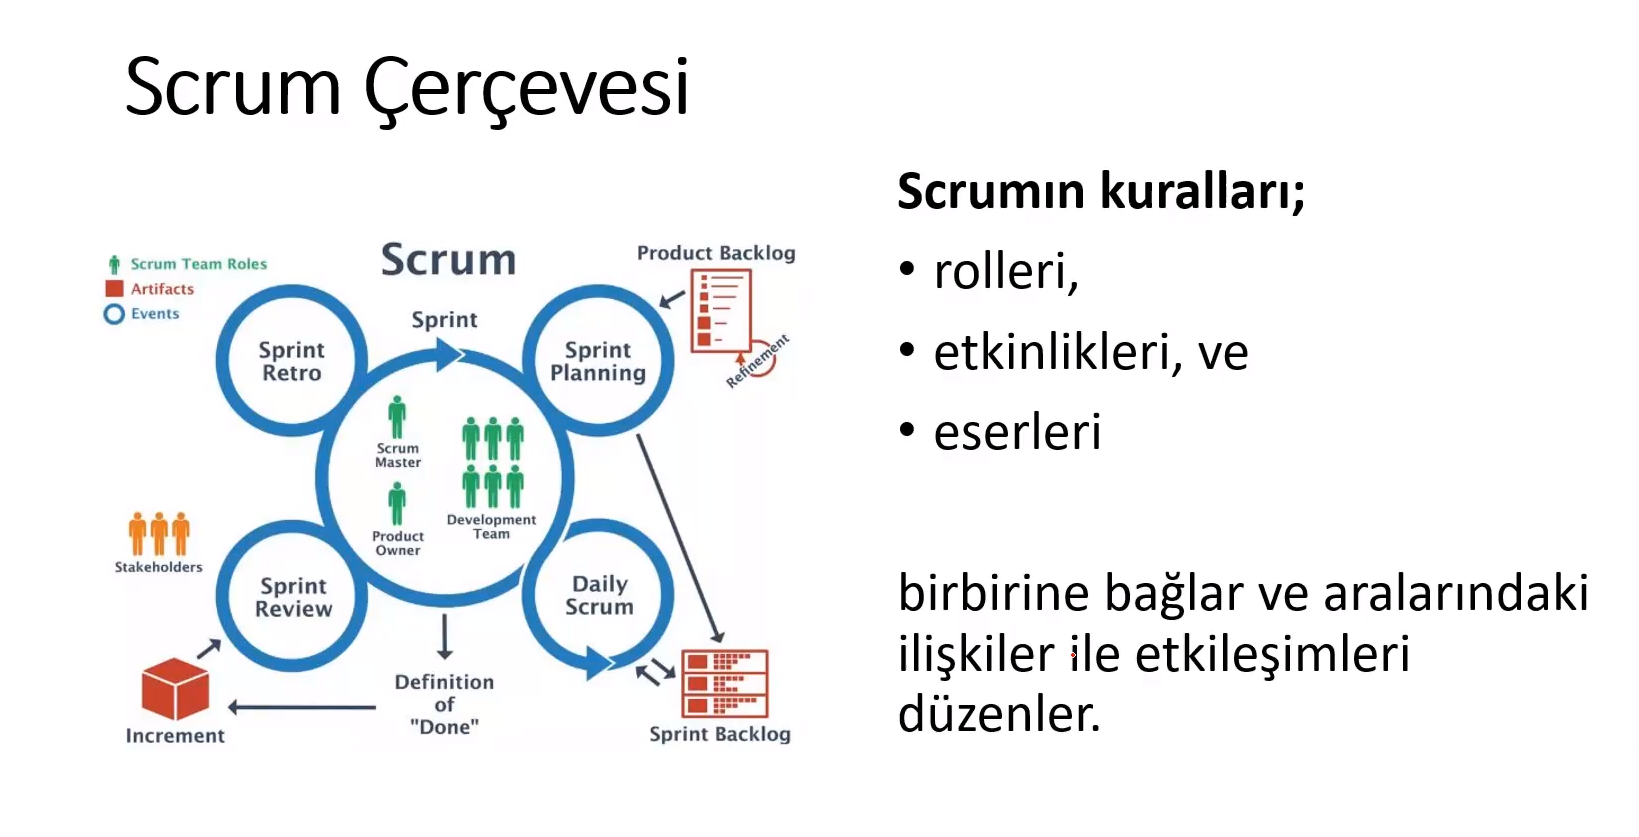 Scrum Çerçevesi
Scrumın kuralları;
• rolleri,
• etkinlikleri, ve
• eserleri
birbirine bağlar ve aralarındaki
ilişkiler ile etkileşimleri
düzenler.
Scrum
Scrum Team Roles
Artifacts
Events
Product Backlog
Refinement
Sprint
Sprint
Retro
Sprint
Planning
Scrum
Master
Product
Owner
Development
Team
Stakeholders
Sprint
Review
Daily
Scrum
Definition
of
"Done"
Increment
Sprint Backlog